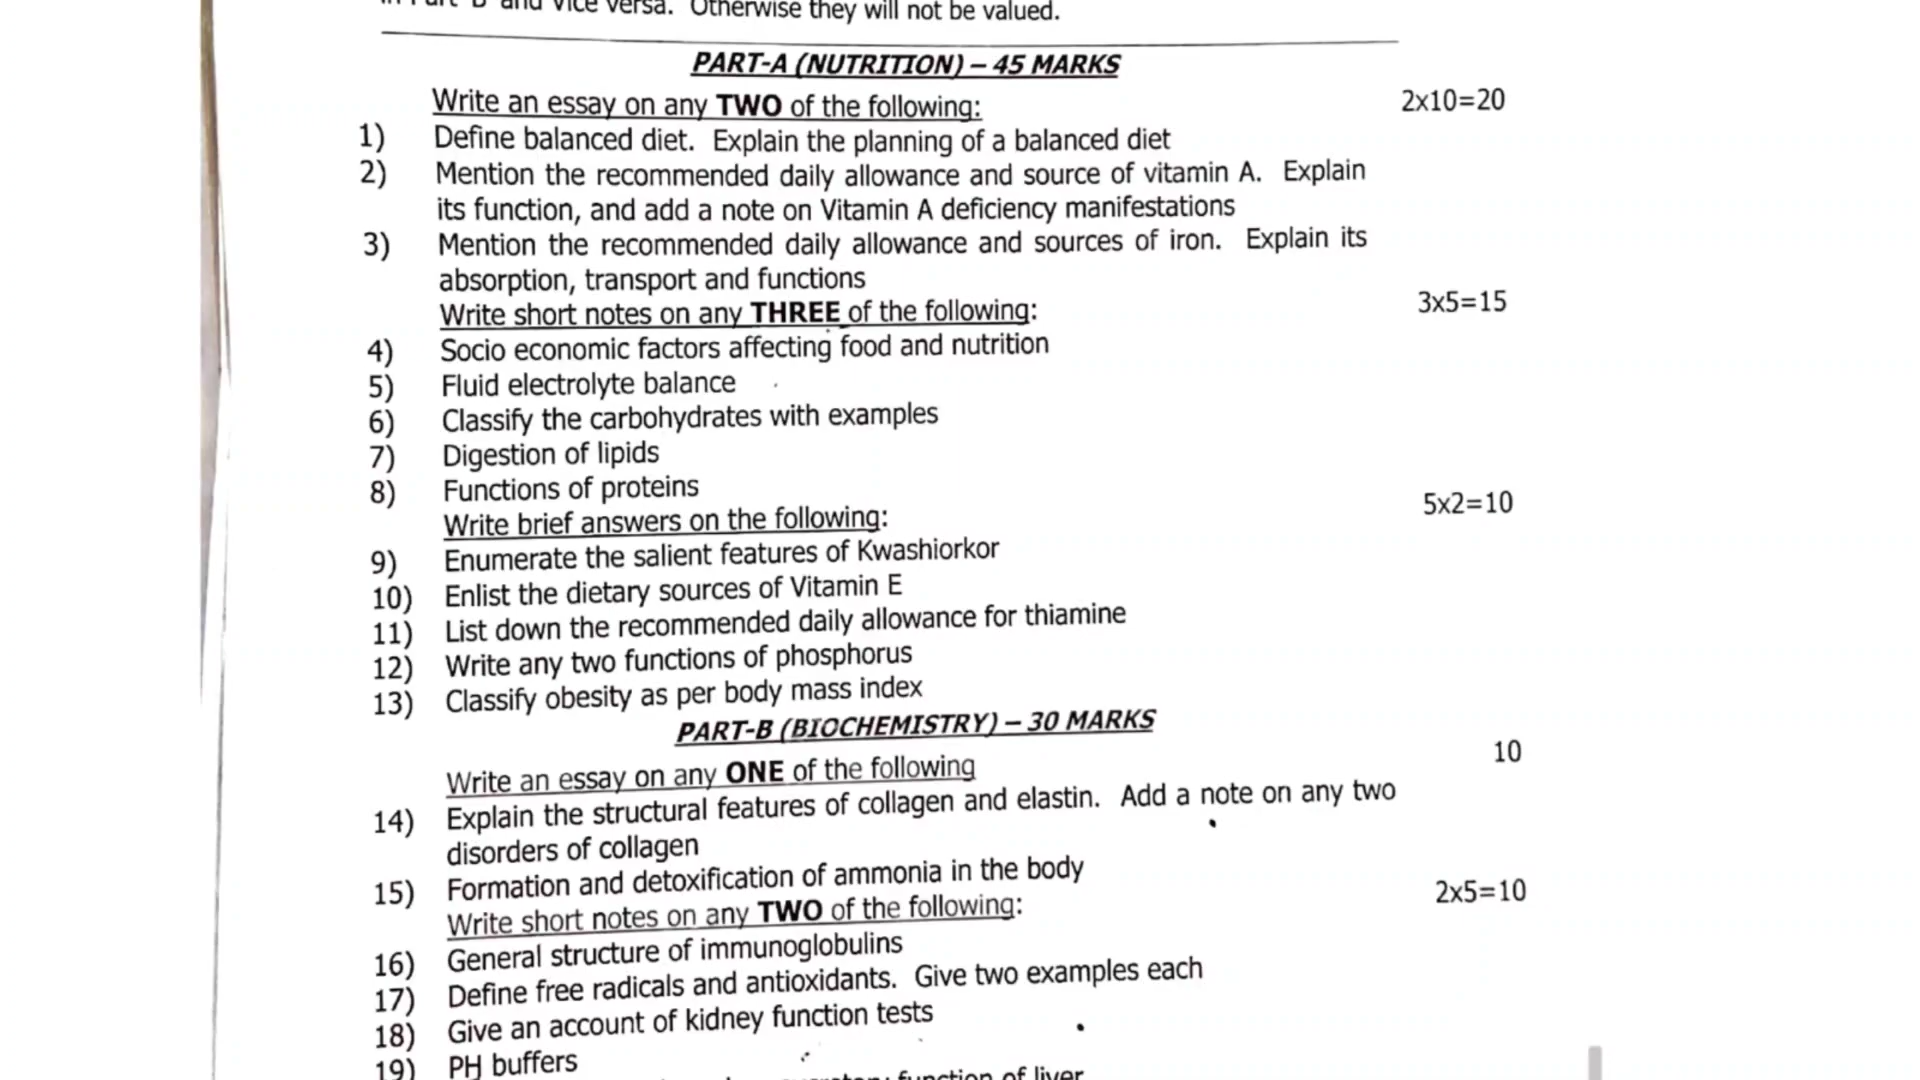 in Part B and vice versa. Otherwise they will not be valued.
PART-A (NUTRITION) – 45 MARKS
Write an essay on any TWO of the following: 2x10=20
1) Define balanced diet. Explain the planning of a balanced diet
2) Mention the recommended daily allowance and source of vitamin A. Explain
its function, and add a note on Vitamin A deficiency manifestations
3) Mention the recommended daily allowance and sources of iron. Explain its
absorption, transport and functions
Write short notes on any THREE of the following: 3x5=15
4) Socio economic factors affecting food and nutrition
5) Fluid electrolyte balance
6) Classify the carbohydrates with examples
7) Digestion of lipids
8) Functions of proteins
Write brief answers on the following: 5x2=10
9) Enumerate the salient features of Kwashiorkor
10) Enlist the dietary sources of Vitamin E
11) List down the recommended daily allowance for thiamine
12) Write any two functions of phosphorus
13) Classify obesity as per body mass index
PART-B (BIOCHEMISTRY) – 30 MARKS
Write an essay on any ONE of the following 10
14) Explain the structural features of collagen and elastin. Add a note on any two
disorders of collagen
15) Formation and detoxification of ammonia in the body
Write short notes on any TWO of the following: 2x5=10
16) General structure of immunoglobulins
17) Define free radicals and antioxidants. Give two examples each
18) Give an account of kidney function tests
19) PH buffers
function of liver